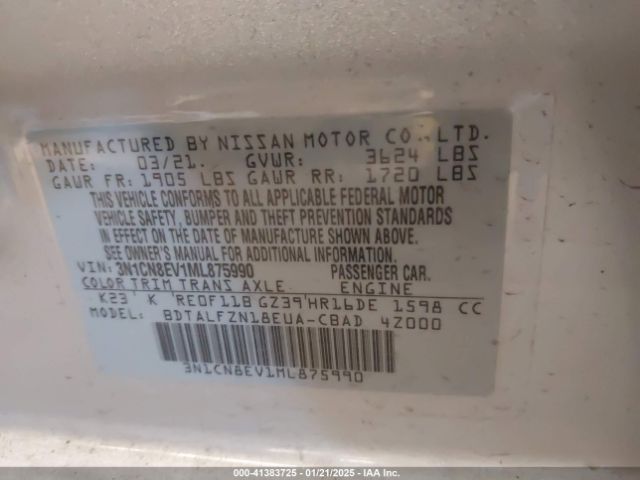 MANUFACTURED BY NISSAN MOTOR CO., LTD.
DATE: 03/21. GVWR: 3624 LBS
GAWR FR: 1905 LBS GAWR RR: 1720 LBS
THIS VEHICLE CONFORMS TO ALL APPLICABLE FEDERAL MOTOR
VEHICLE SAFETY, BUMPER AND THEFT PREVENTION STANDARDS
IN EFFECT ON THE DATE OF MANUFACTURE SHOWN ABOVE.
SEE OWNER'S MANUAL FOR ADDITIONAL INFORMATION.
VIN: 3N1CN8EV1ML875990 PASSENGER CAR.
COLOR TRIM TRANS AXLE ENGINE
K23 K RE0F11B GZ39 HR16DE 1598 CC
MODEL: BDTALFZN18EUA-CBAD 4Z000
3N1CN8EV1ML875990
000-41383725 - 01/21/2025 - IAA Inc.